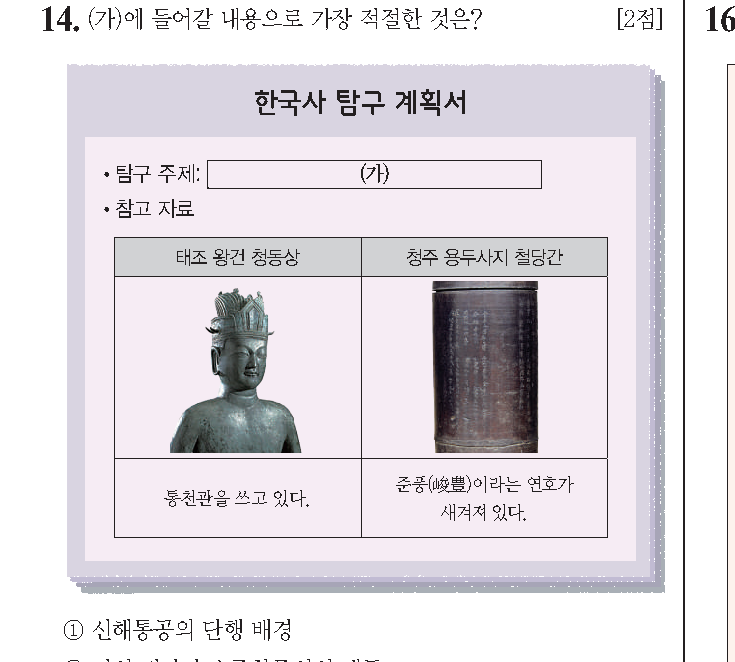 14. (가)에 들어갈 내용으로 가장 적절한 것은? [2점]
16
한국사 탐구 계획서
• 탐구 주제: (가)
• 참고 자료
태조 왕건 청동상
청주 용두사지 철당간
통천관을 쓰고 있다.
준풍(峻豊)이라는 연호가
새겨져 있다.
① 신해통공의 단행 배경